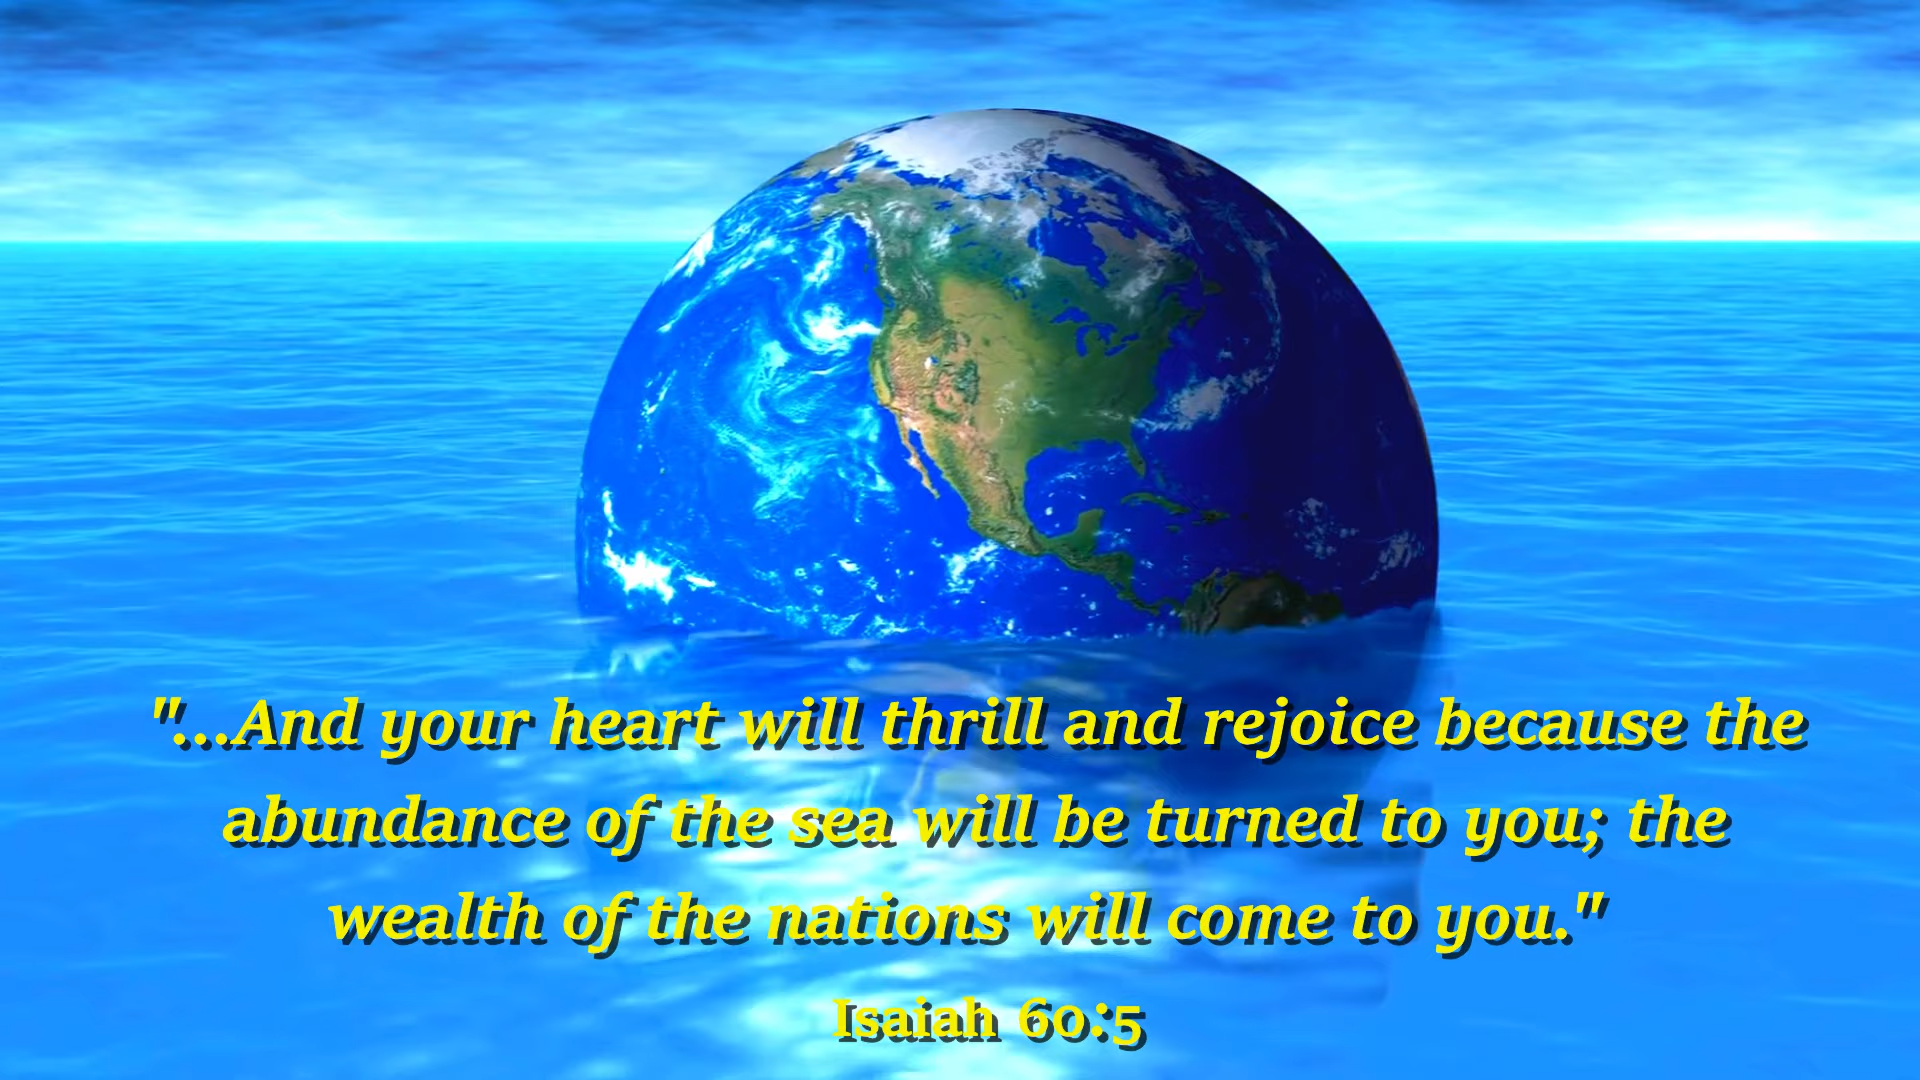 "...And your heart will thrill and rejoice because the
abundance of the sea will be turned to you; the
wealth of the nations will come to you."
Isaiah 60:5